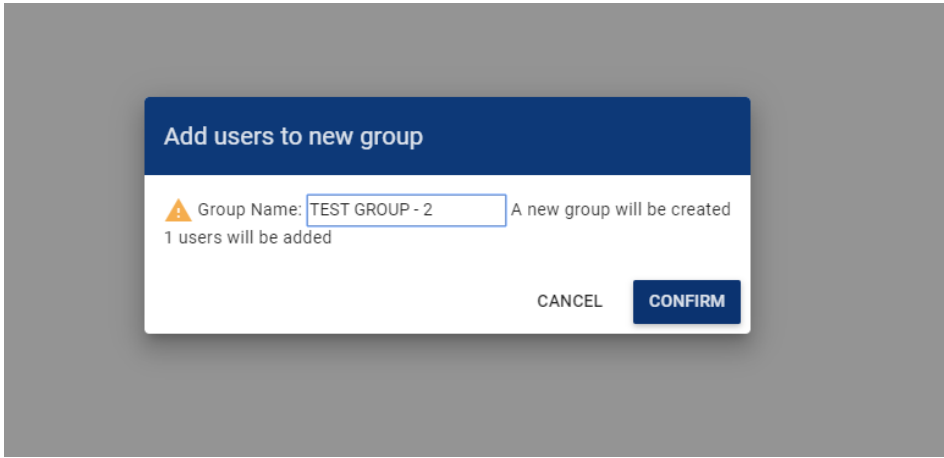 Add users to new group
Group Name: TEST GROUP - 2 A new group will be created
1 users will be added
CANCEL CONFIRM